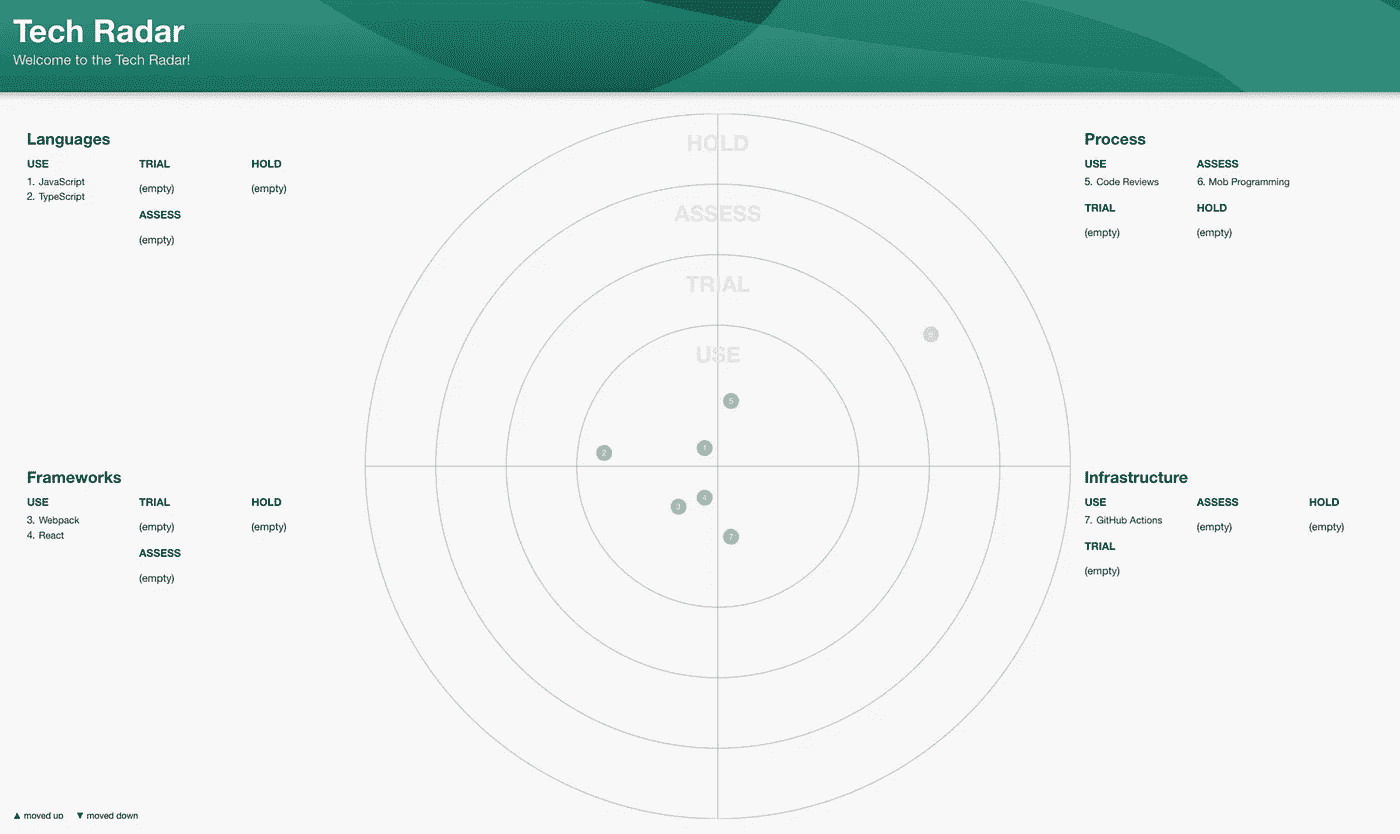 Tech Radar
Welcome to the Tech Radar!
Languages
USE
1. JavaScript
2. TypeScript
TRIAL
(empty)
ASSESS
(empty)
HOLD
(empty)
Frameworks
USE
3. Webpack
4. React
TRIAL
(empty)
ASSESS
(empty)
HOLD
(empty)
HOLD
ASSESS
TRIAL
USE
5
2
1
4
3
7
Process
USE
5. Code Reviews
TRIAL
(empty)
ASSESS
6. Mob Programming
HOLD
(empty)
Infrastructure
USE
7. GitHub Actions
TRIAL
(empty)
ASSESS
(empty)
HOLD
(empty)
▲ moved up ▼ moved down